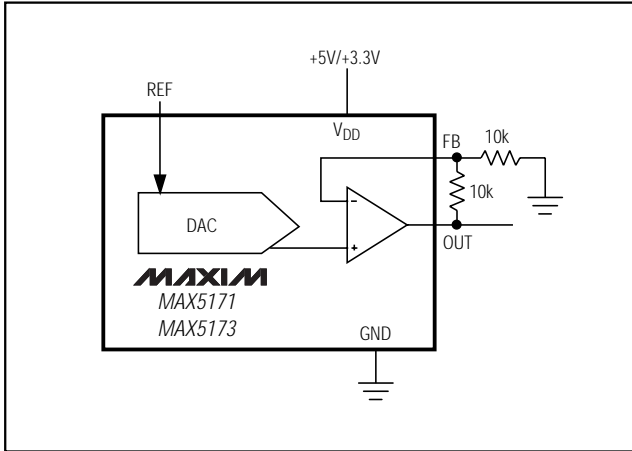 +5V/+3.3V
REF
VDD
FB
10k
10k
DAC
-
+
OUT
MAXIM
MAX5171
MAX5173
GND